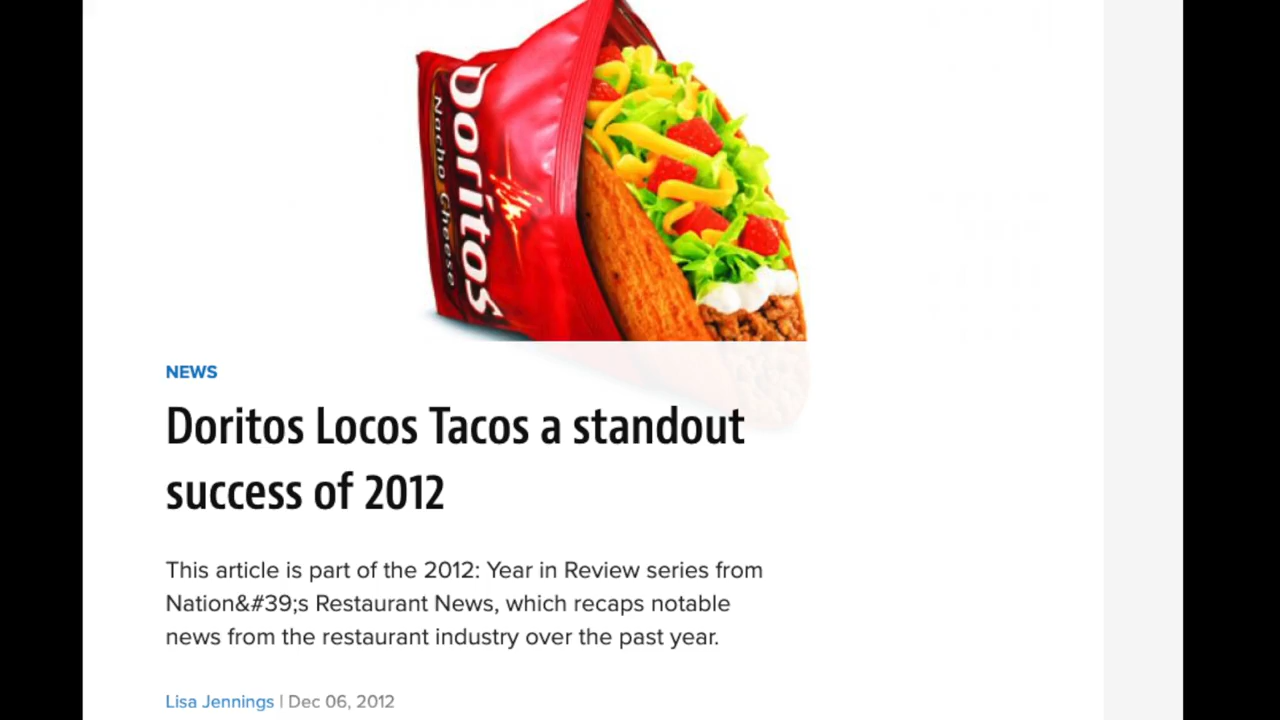 Doritos
Nacho Cheese
NEWS
Doritos Locos Tacos a standout
success of 2012
This article is part of the 2012: Year in Review series from
Nation&#39;s Restaurant News, which recaps notable
news from the restaurant industry over the past year.
Lisa Jennings | Dec 06, 2012